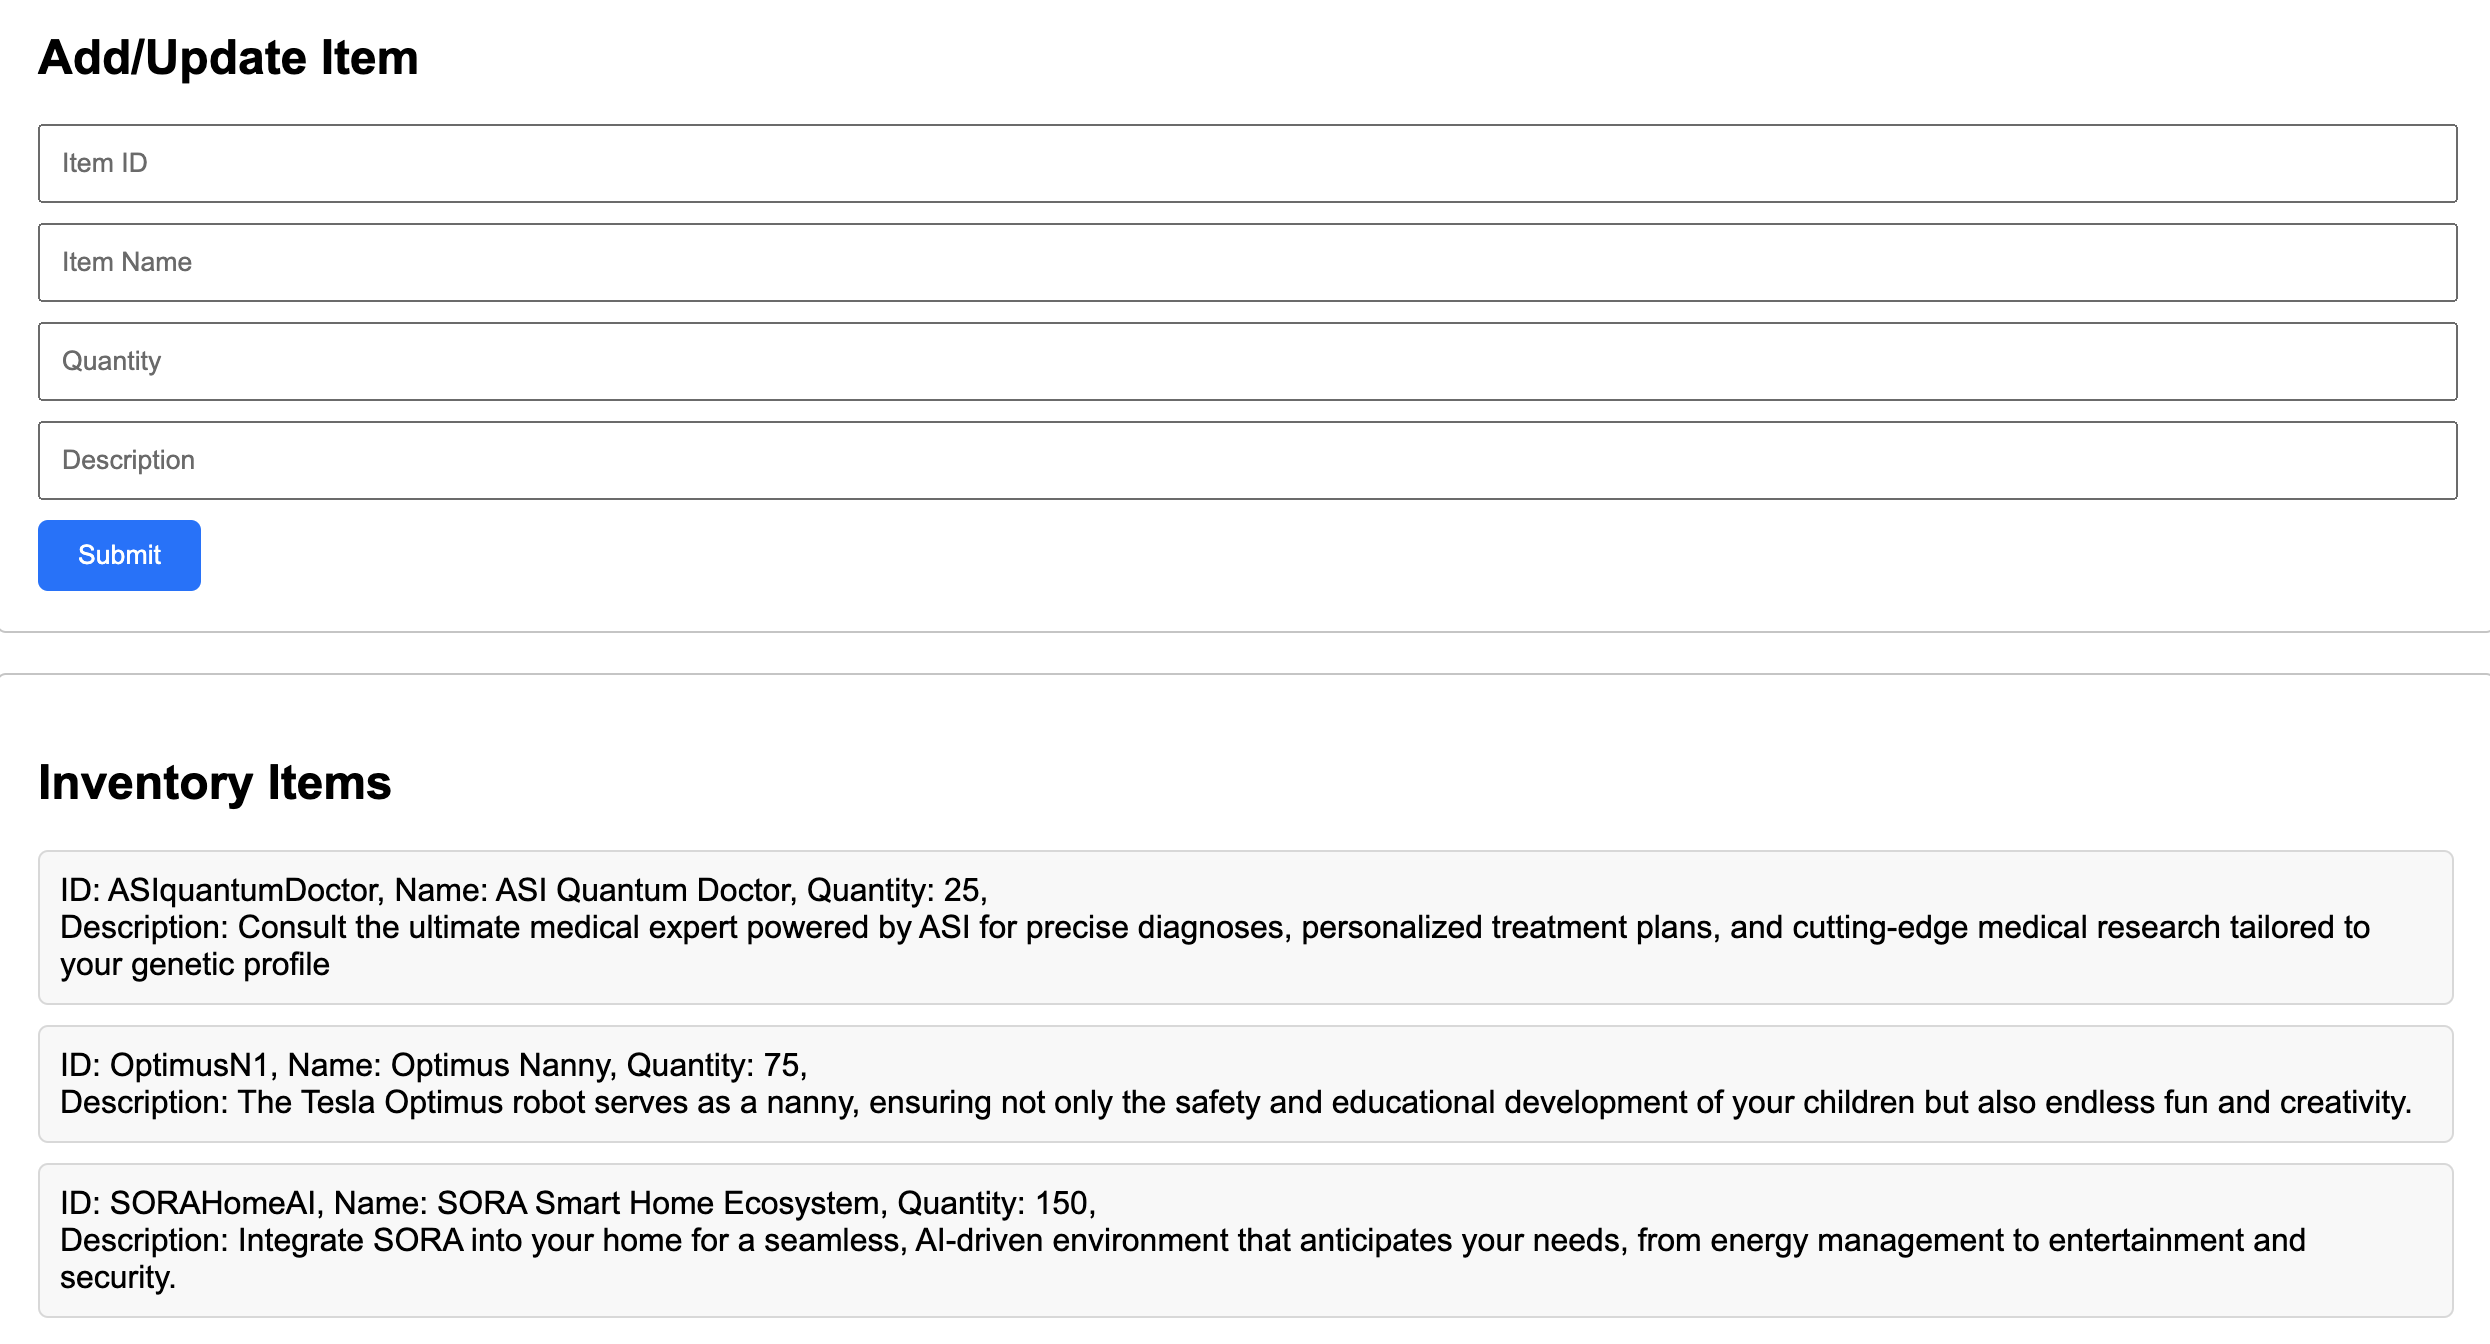 Add/Update Item
Item ID
Item Name
Quantity
Description
Submit
Inventory Items
ID: ASIquantumDoctor, Name: ASI Quantum Doctor, Quantity: 25,
Description: Consult the ultimate medical expert powered by ASI for precise diagnoses, personalized treatment plans, and cutting-edge medical research tailored to
your genetic profile
ID: OptimusN1, Name: Optimus Nanny, Quantity: 75,
Description: The Tesla Optimus robot serves as a nanny, ensuring not only the safety and educational development of your children but also endless fun and creativity.
ID: SORAHomeAI, Name: SORA Smart Home Ecosystem, Quantity: 150,
Description: Integrate SORA into your home for a seamless, AI-driven environment that anticipates your needs, from energy management to entertainment and
security.